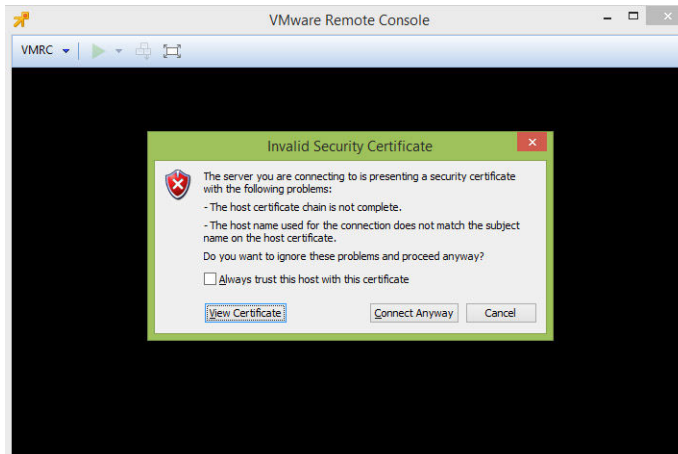 VMware Remote Console
VMRC
Invalid Security Certificate
The server you are connecting to is presenting a security certificate
with the following problems:
- The host certificate chain is not complete.
- The host name used for the connection does not match the subject
name on the host certificate.
Do you want to ignore these problems and proceed anyway?
Always trust this host with this certificate
View Certificate
Connect Anyway
Cancel